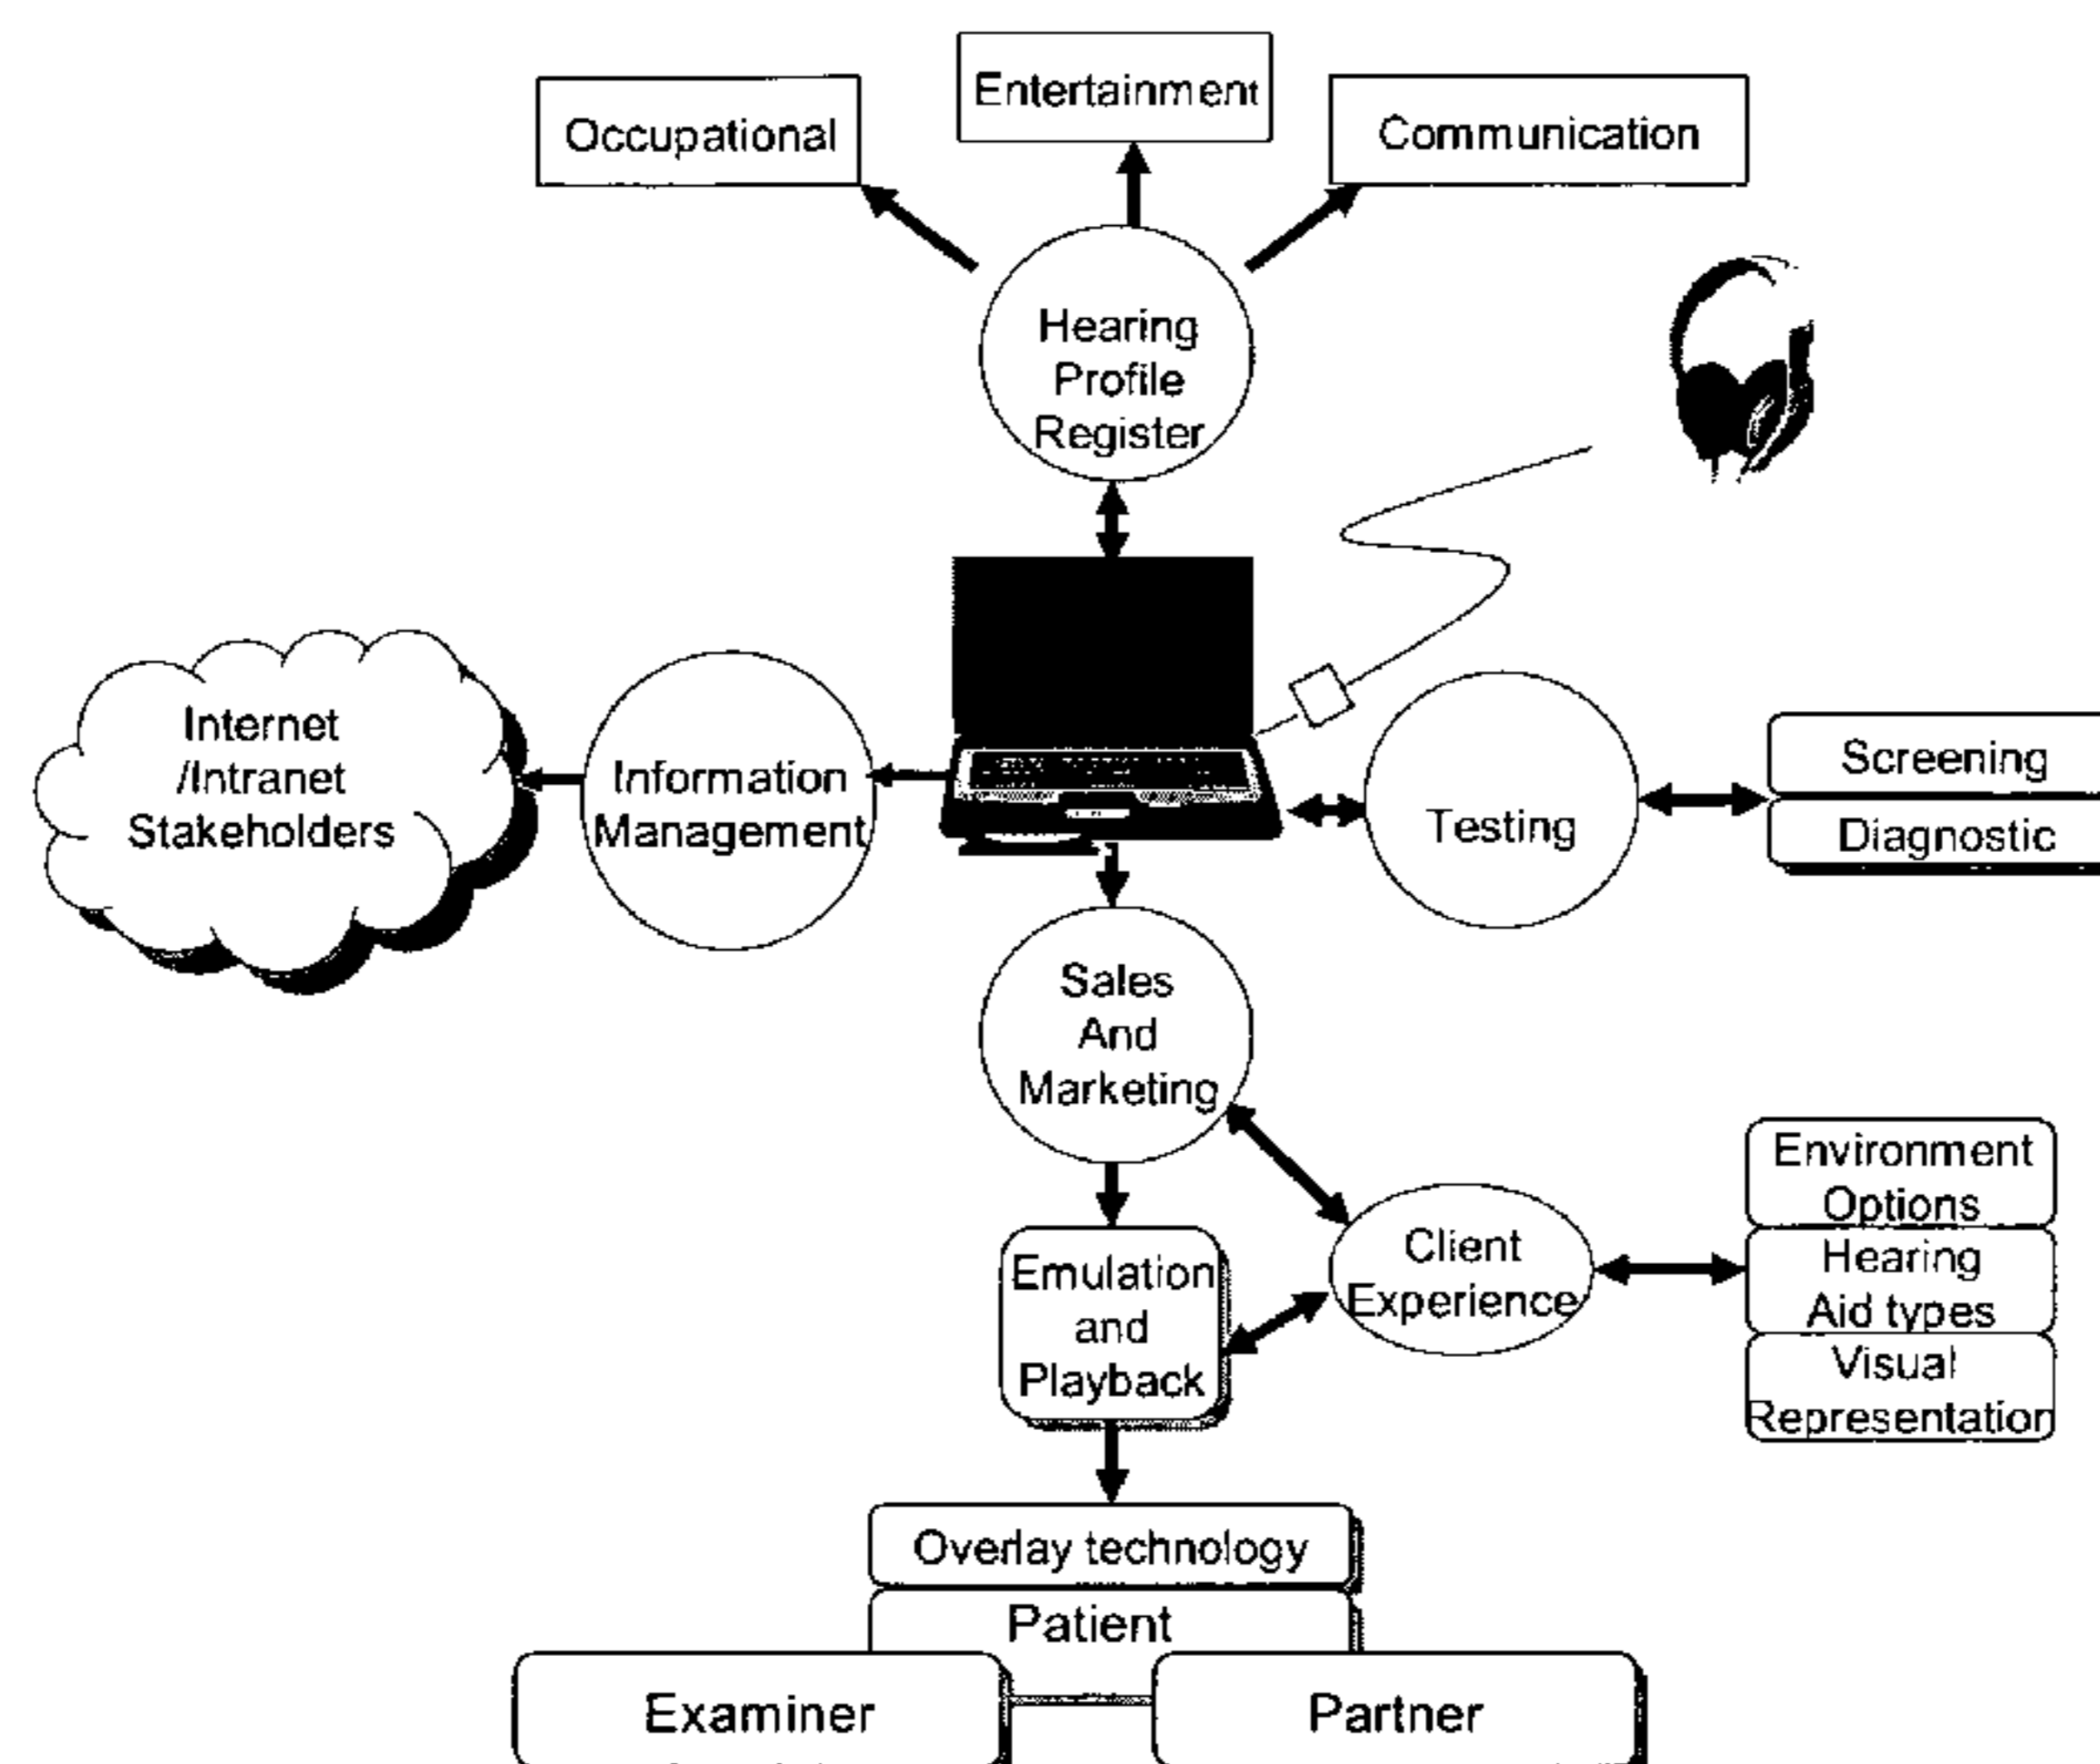 Entertainment
Occupational
Communication
Hearing
Profile
Register
Internet
/Intranet
Stakeholders
Information
Management
Testing
Screening
Diagnostic
Sales
And
Marketing
Environment
Options
Hearing
Aid types
Visual
Representation
Client
Experience
Emulation
and
Playback
Overlay technology
Patient
Examiner
Partner